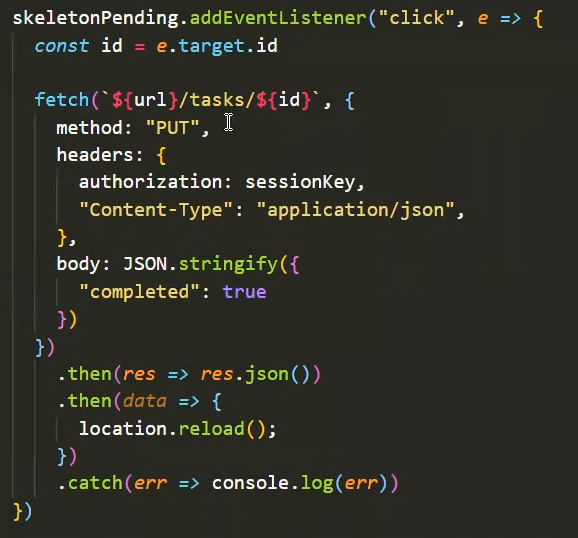 skeletonPending.addEventListener("click", e => {
  const id = e.target.id

  fetch(`${url}/tasks/${id}`, {
    method: "PUT",
    headers: {
      authorization: sessionKey,
      "Content-Type": "application/json",
    },
    body: JSON.stringify({
      "completed": true
    })
  })
    .then(res => res.json())
    .then(data => {
      location.reload();
    })
    .catch(err => console.log(err))
})